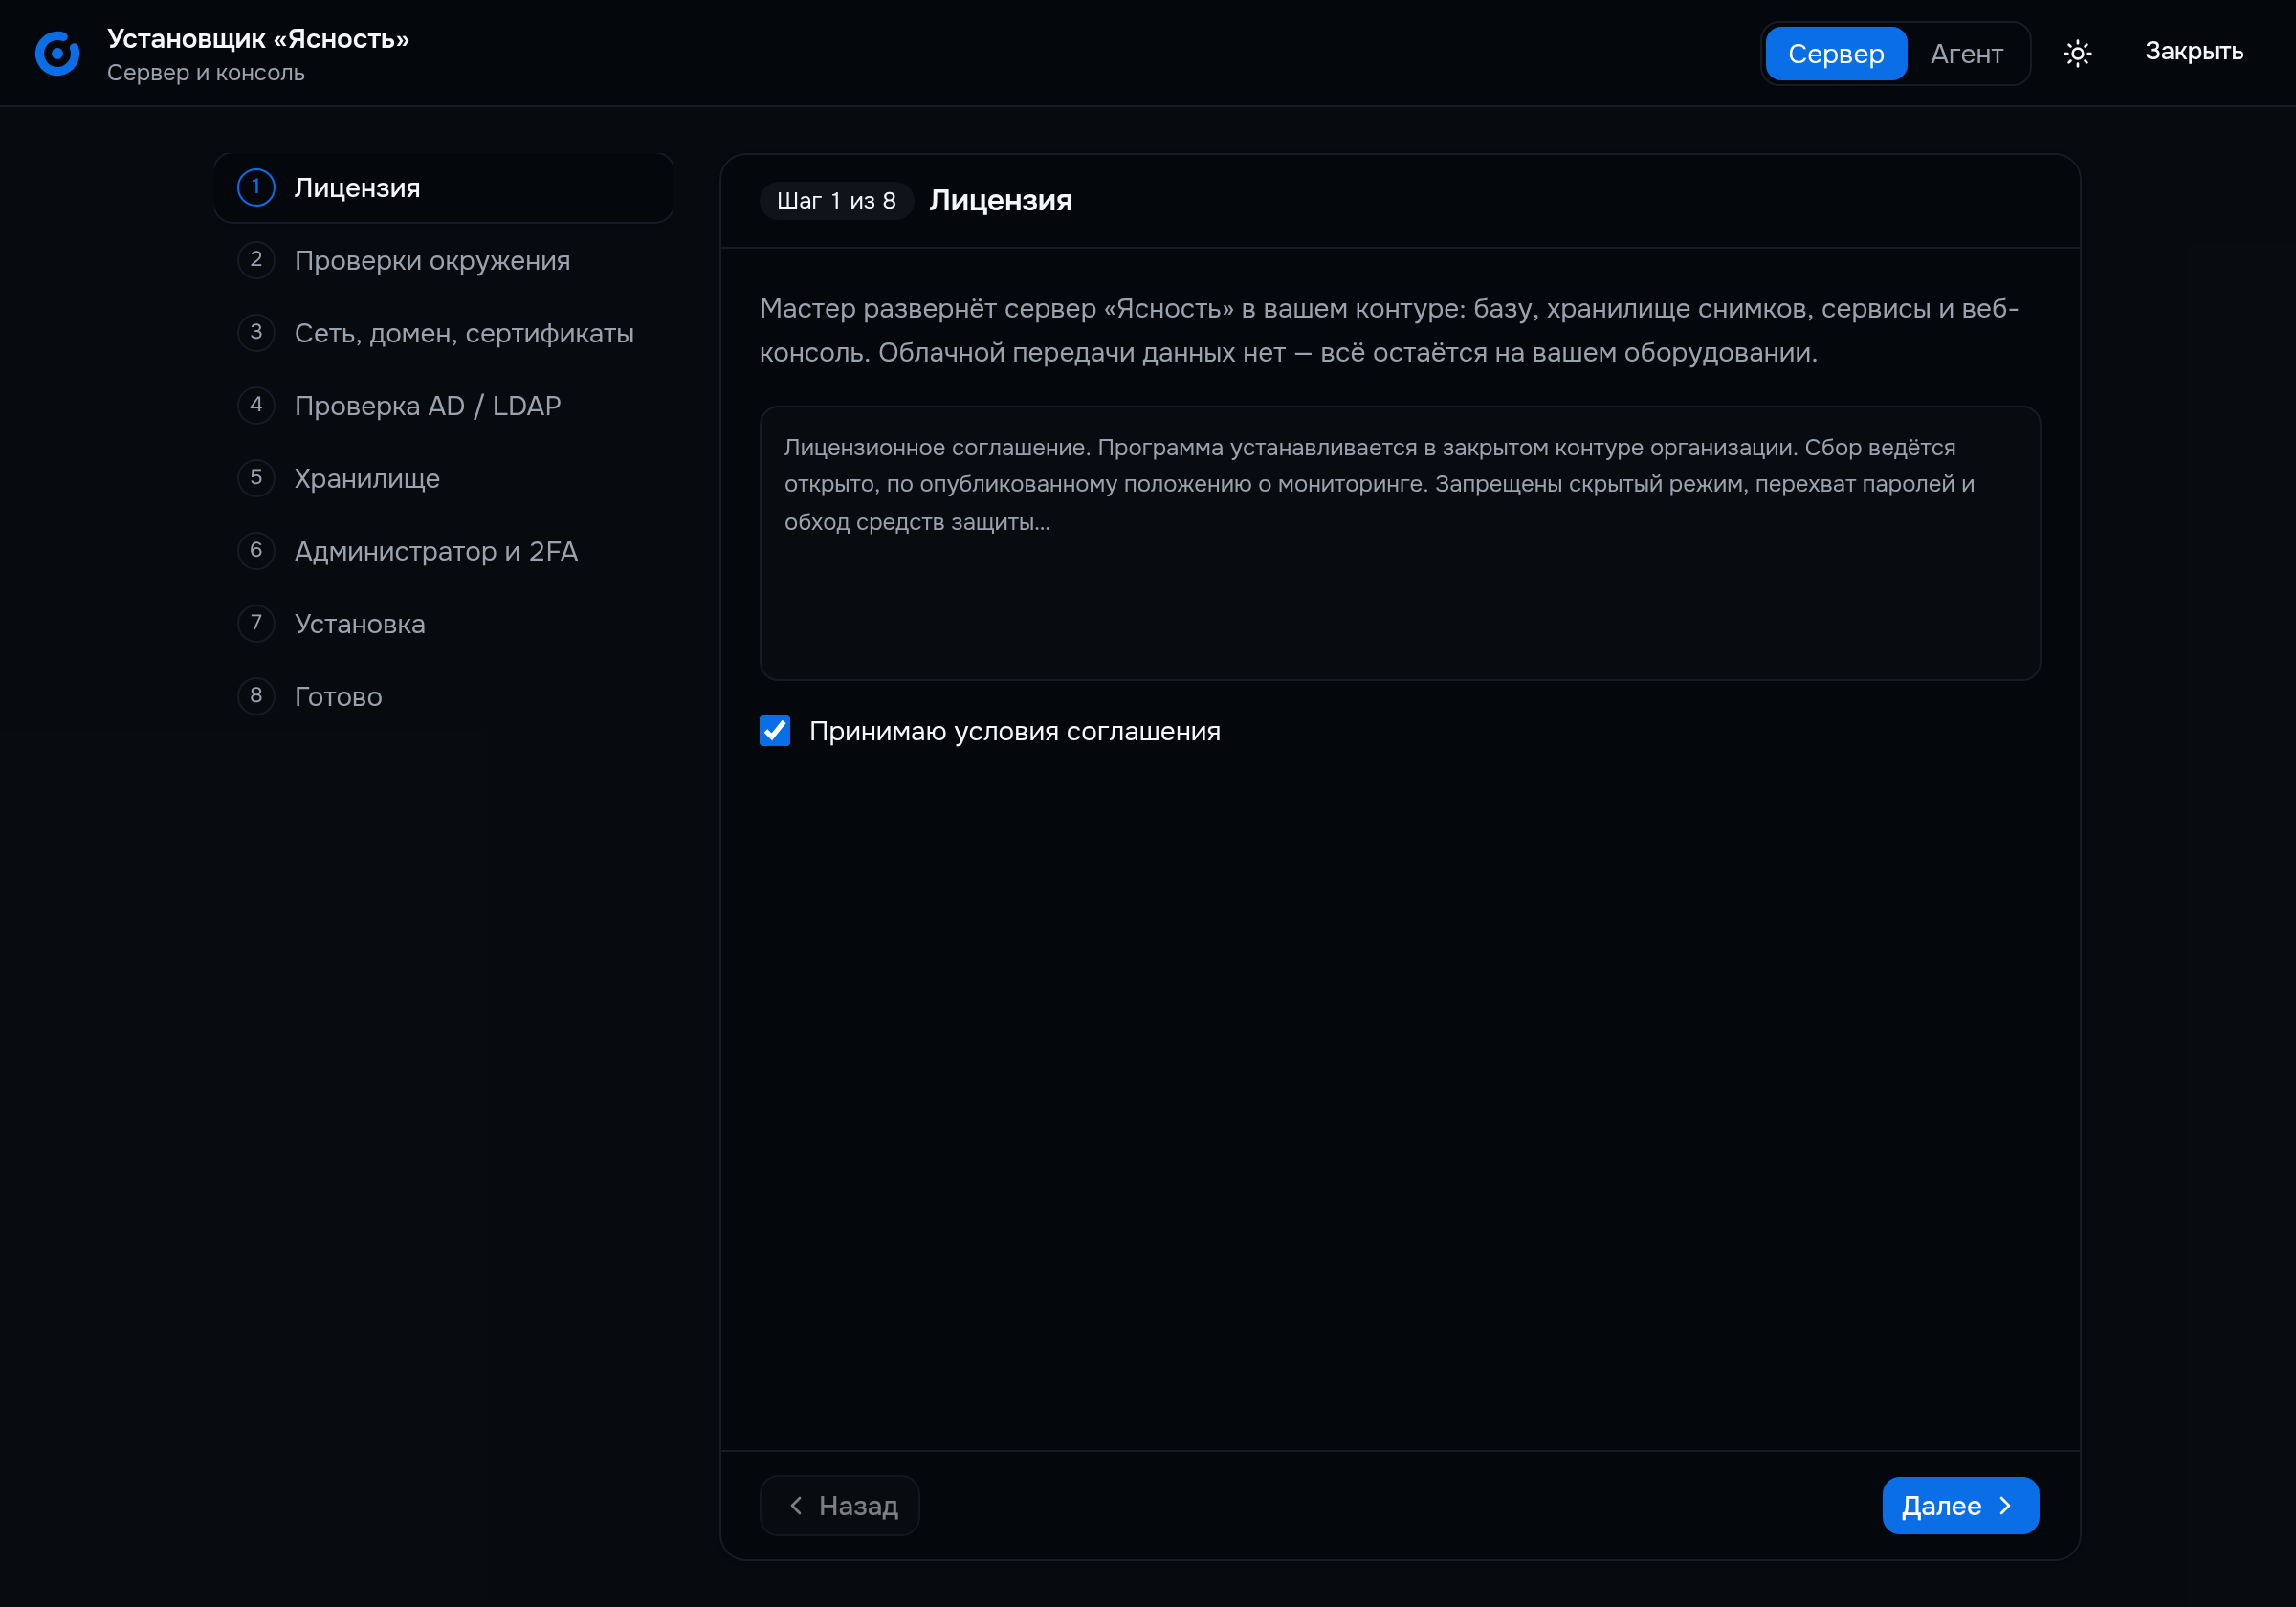 Установщик «Ясность»
Сервер и консоль
Сервер
Агент
Закрыть
1 Лицензия
2 Проверки окружения
3 Сеть, домен, сертификаты
4 Проверка AD / LDAP
5 Хранилище
6 Администратор и 2FA
7 Установка
8 Готово
Шаг 1 из 8 Лицензия
Мастер развернёт сервер «Ясность» в вашем контуре: базу, хранилище снимков, сервисы и веб-
консоль. Облачной передачи данных нет — всё остаётся на вашем оборудовании.
Лицензионное соглашение. Программа устанавливается в закрытом контуре организации. Сбор ведётся
открыто, по опубликованному положению о мониторинге. Запрещены скрытый режим, перехват паролей и
обход средств защиты…
Принимаю условия соглашения
Назад
Далее